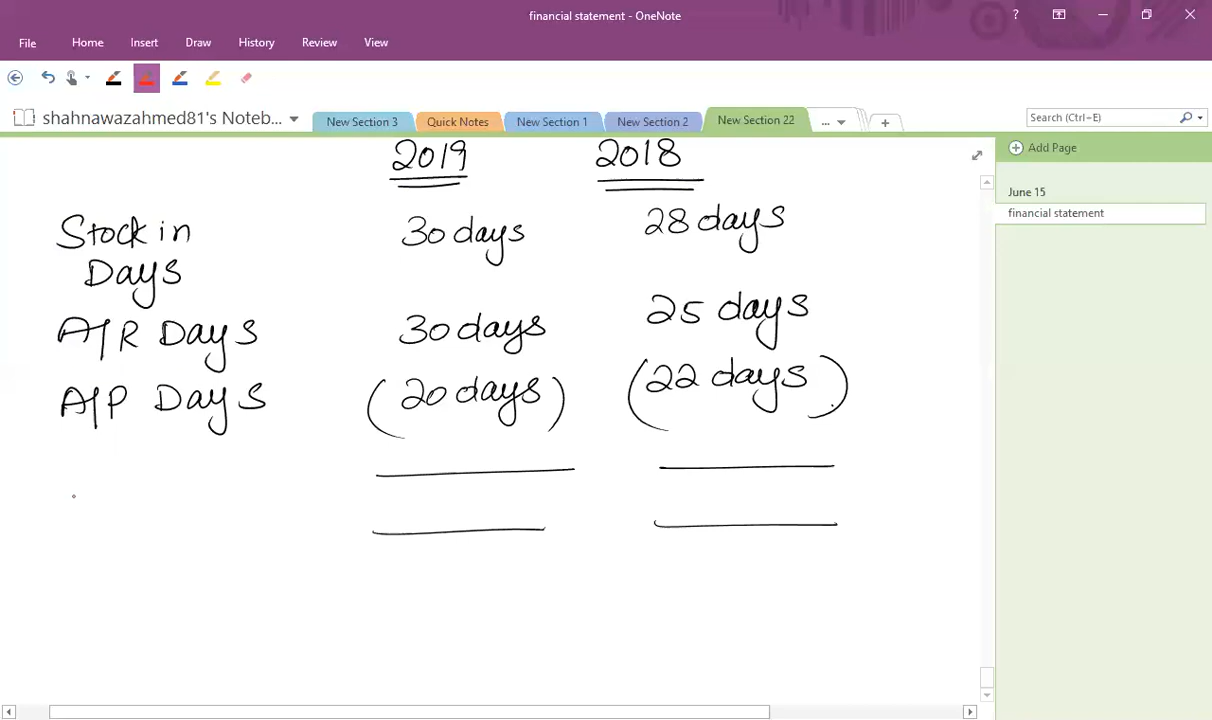 financial statement - OneNote
?
File Home Insert Draw History Review View
shahnawazahmed81's Noteb... New Section 3 Quick Notes New Section 1 New Section 2 New Section 22 ... + Search (Ctrl+E)
Add Page
June 15
financial statement
2019 2018
Stock in 30 days 28 days
Days
A/R Days 30 days 25 days
A/P Days (20 days) (22 days)